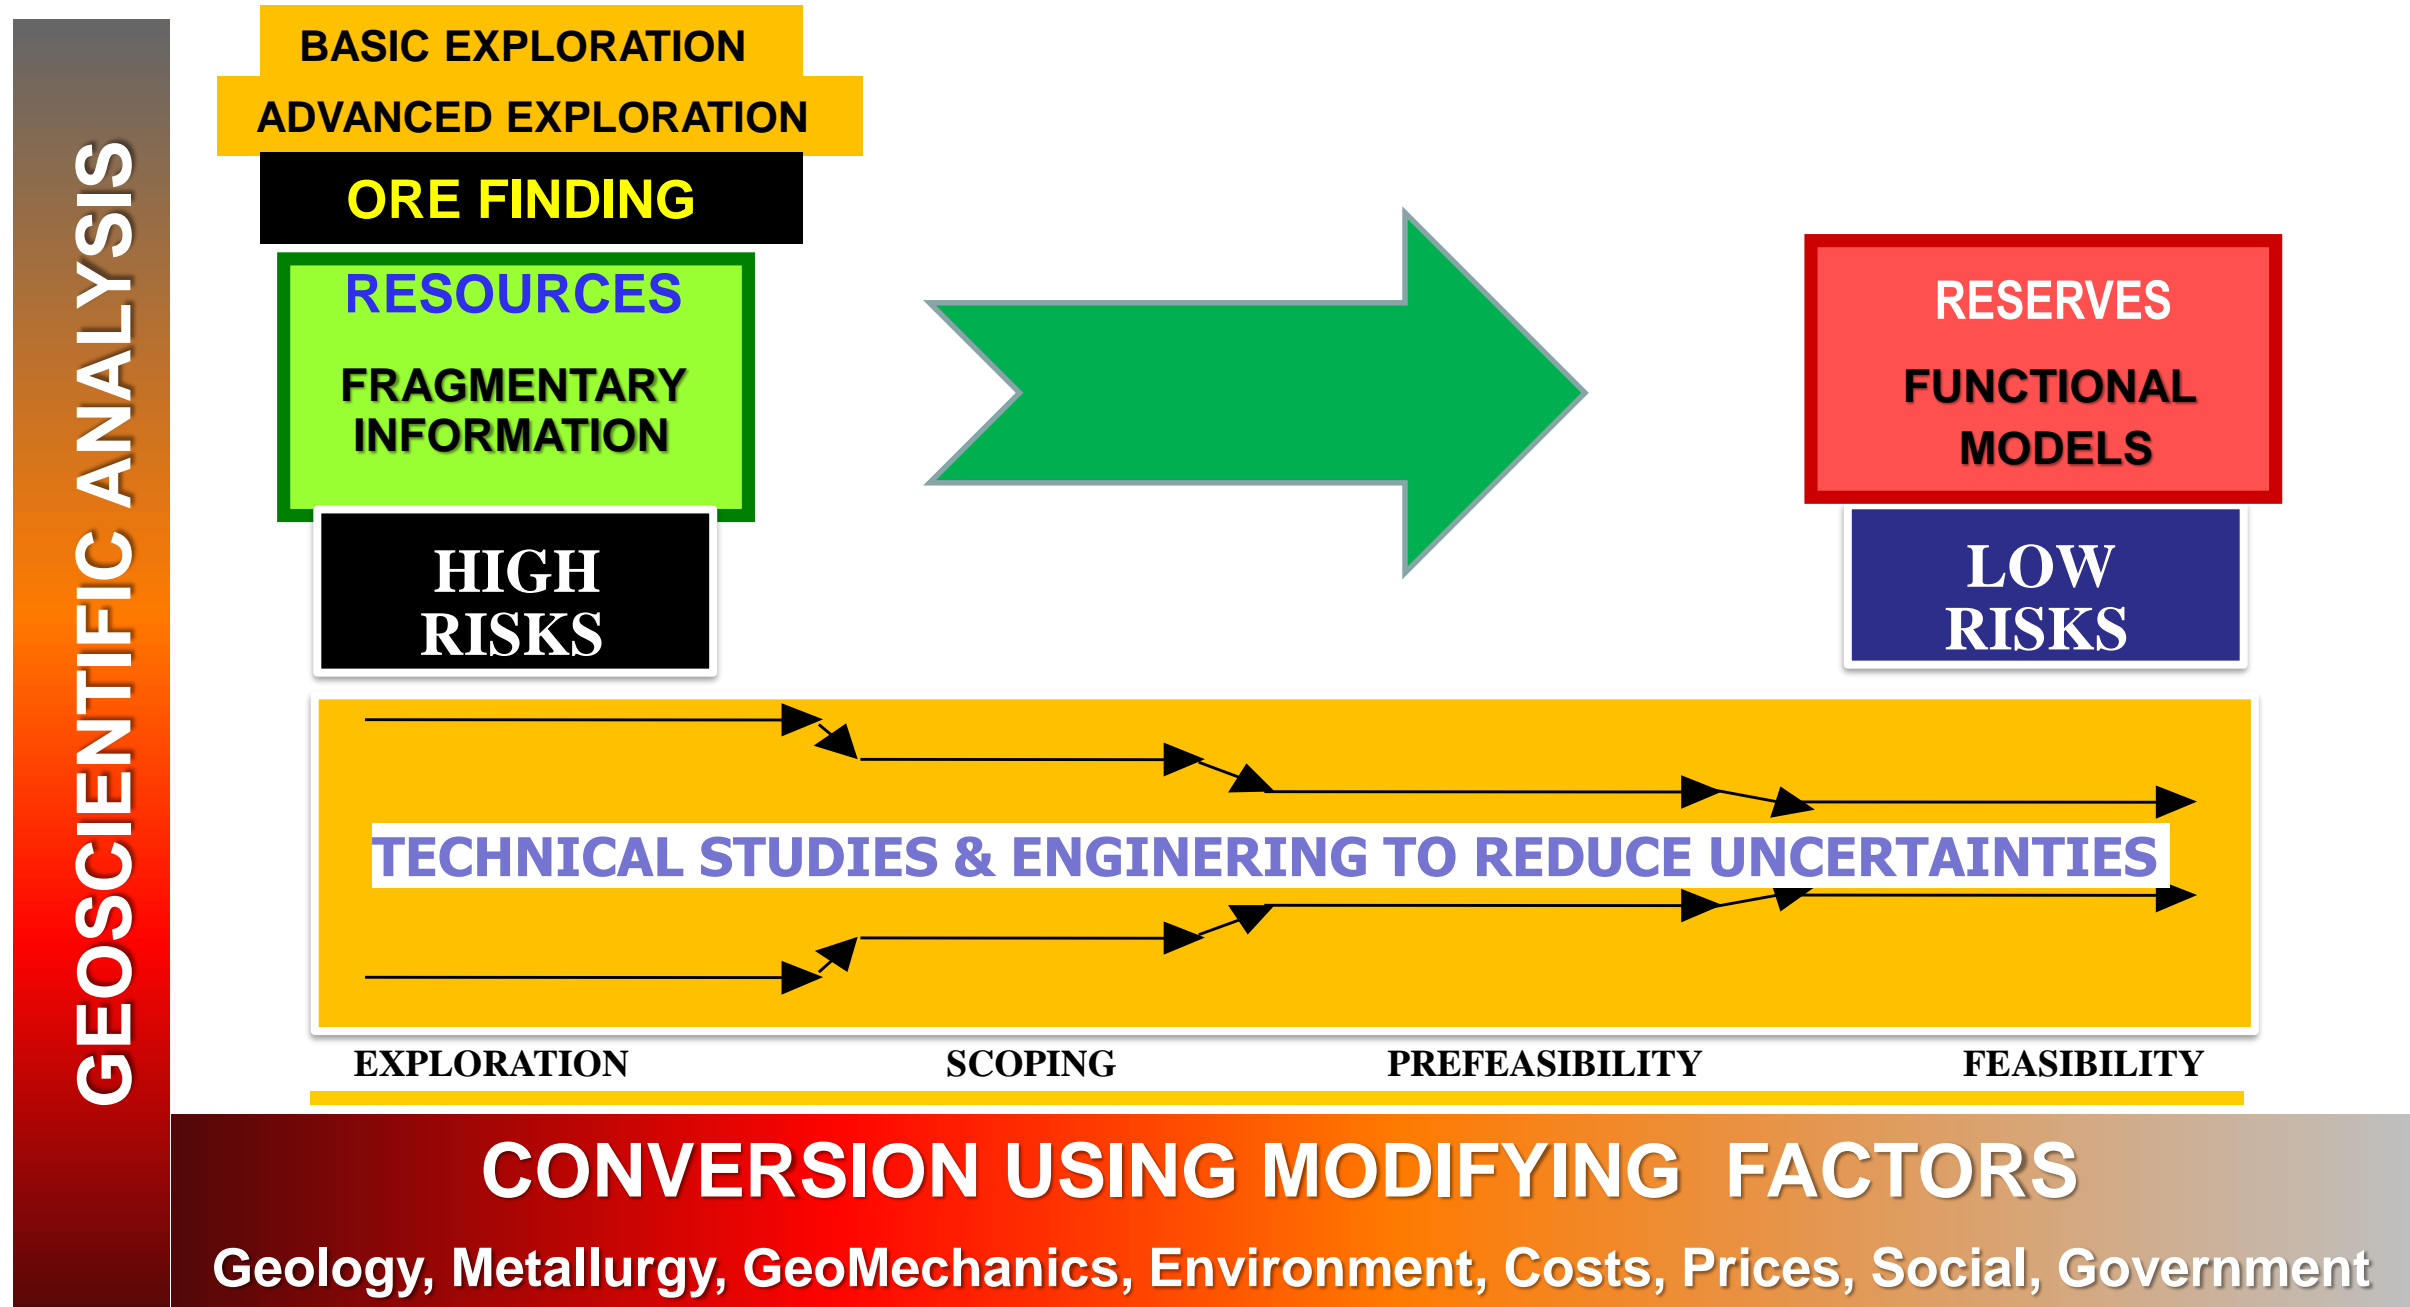 GEOSCIENTIFIC ANALYSIS
BASIC EXPLORATION
ADVANCED EXPLORATION
ORE FINDING
RESOURCES
FRAGMENTARY
INFORMATION
HIGH
RISKS
RESERVES
FUNCTIONAL
MODELS
LOW
RISKS
TECHNICAL STUDIES & ENGINERING TO REDUCE UNCERTAINTIES
EXPLORATION
SCOPING
PREFEASIBILITY
FEASIBILITY
CONVERSION USING MODIFYING FACTORS
Geology, Metallurgy, GeoMechanics, Environment, Costs, Prices, Social, Government